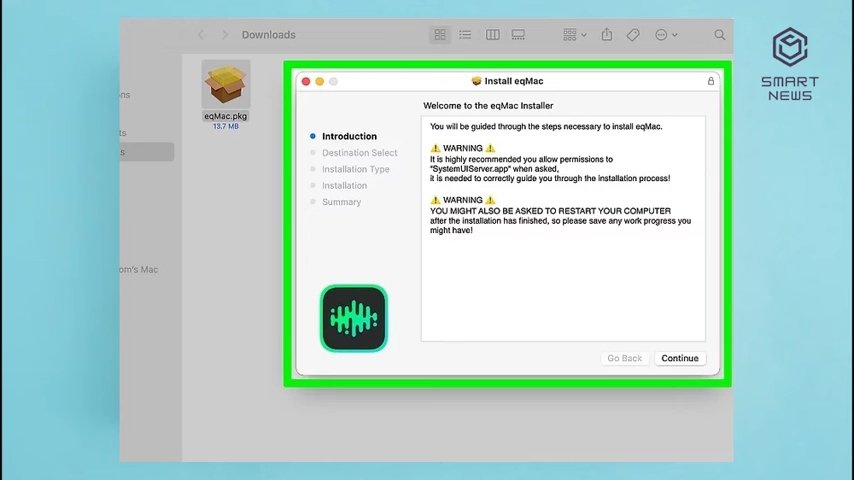 Downloads
SMART
NEWS
eqMac.pkg
13.7 MB
Install eqMac
Welcome to the eqMac Installer
Introduction
Destination Select
Installation Type
Installation
Summary
You will be guided through the steps necessary to install eqMac.
⚠️ WARNING ⚠️
It is highly recommended you allow permissions to
"SystemUIServer.app" when asked,
it is needed to correctly guide you through the installation process!
⚠️ WARNING ⚠️
YOU MIGHT ALSO BE ASKED TO RESTART YOUR COMPUTER
after the installation has finished, so please save any work progress you
might have!
Go Back
Continue
om's Mac